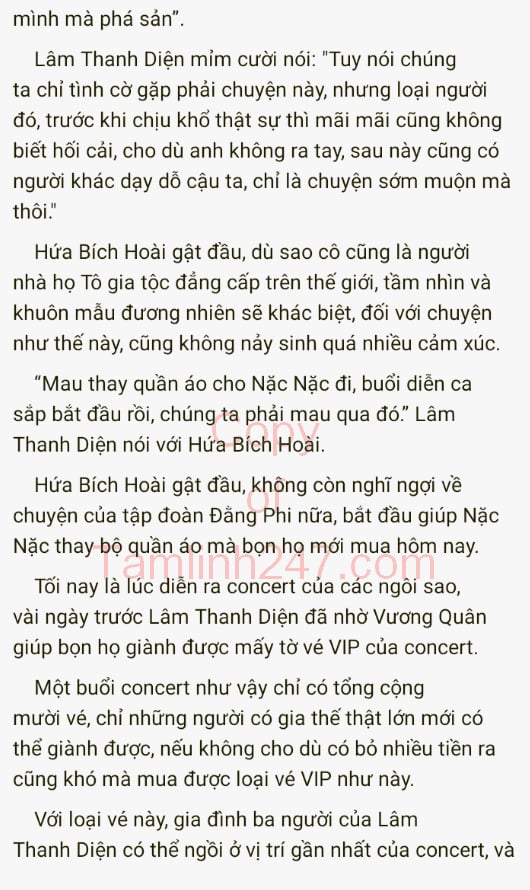 mình mà phá sản”.
Lâm Thanh Diện mỉm cười nói: "Tuy nói chúng
ta chỉ tình cờ gặp phải chuyện này, nhưng loại người
đó, trước khi chịu khổ thật sự thì mãi mãi cũng không
biết hối cải, cho dù anh không ra tay, sau này cũng có
người khác dạy dỗ cậu ta, chỉ là chuyện sớm muộn mà
thôi."
Hứa Bích Hoài gật đầu, dù sao cô cũng là người
nhà họ Tô gia tộc đẳng cấp trên thế giới, tầm nhìn và
khuôn mẫu đương nhiên sẽ khác biệt, đối với chuyện
như thế này, cũng không nảy sinh quá nhiều cảm xúc.
“Mau thay quần áo cho Nặc Nặc đi, buổi diễn ca
sắp bắt đầu rồi, chúng ta phải mau qua đó.” Lâm
Thanh Diện nói với Hứa Bích Hoài.
Copy
Hứa Bích Hoài gật đầu, không còn nghĩ ngợi về
chuyện của tập đoàn Đằng Phi nữa, bắt đầu giúp Nặc
or
Nặc thay bộ quần áo mà bọn họ mới mua hôm nay.
Tamlinh247.com
Tối nay là lúc diễn ra concert của các ngôi sao,
vài ngày trước Lâm Thanh Diện đã nhờ Vương Quân
giúp bọn họ giành được mấy tờ vé VIP của concert.
Một buổi concert như vậy chỉ có tổng cộng
mười vé, chỉ những người có gia thế thật lớn mới có
thể giành được, nếu không cho dù có bỏ nhiều tiền ra
cũng khó mà mua được loại vé VIP như này.
Với loại vé này, gia đình ba người của Lâm
Thanh Diện có thể ngồi ở vị trí gần nhất của concert, và